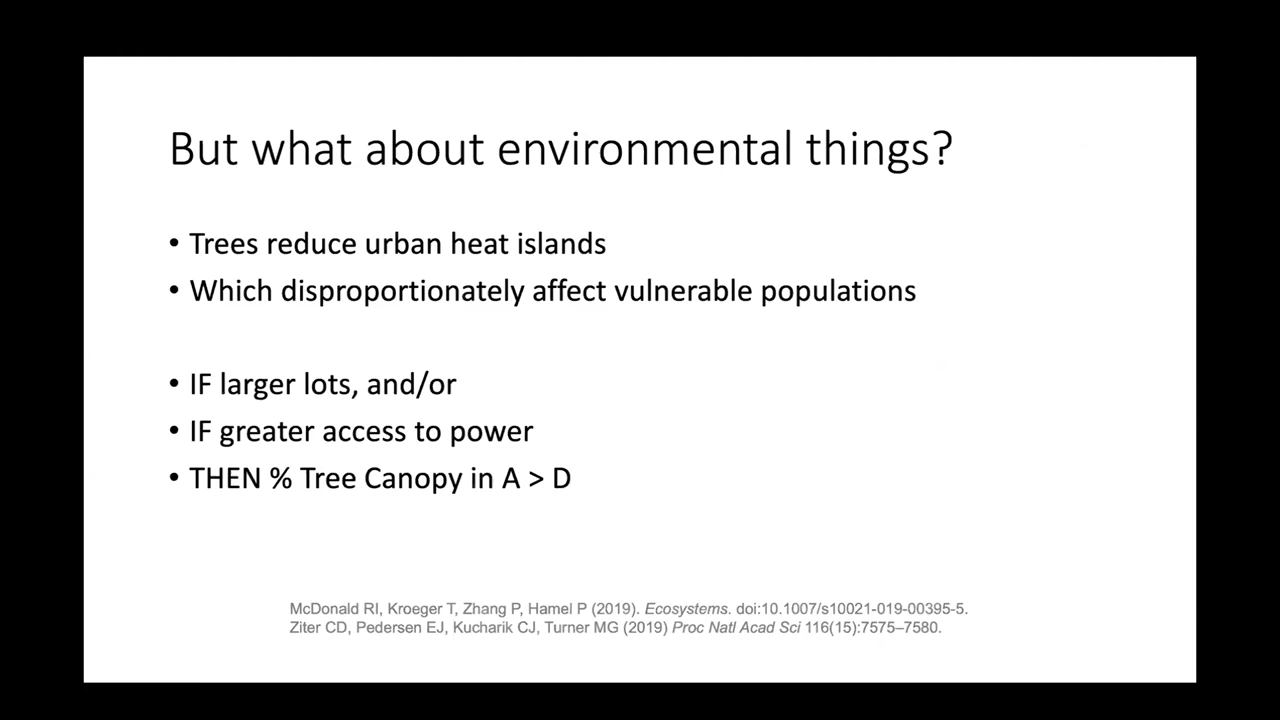 But what about environmental things?
• Trees reduce urban heat islands
• Which disproportionately affect vulnerable populations
• IF larger lots, and/or
• IF greater access to power
• THEN % Tree Canopy in A > D
McDonald RI, Kroeger T, Zhang P, Hamel P (2019). Ecosystems. doi:10.1007/s10021-019-00395-5.
Ziter CD, Pedersen EJ, Kucharik CJ, Turner MG (2019) Proc Natl Acad Sci 116(15):7575–7580.